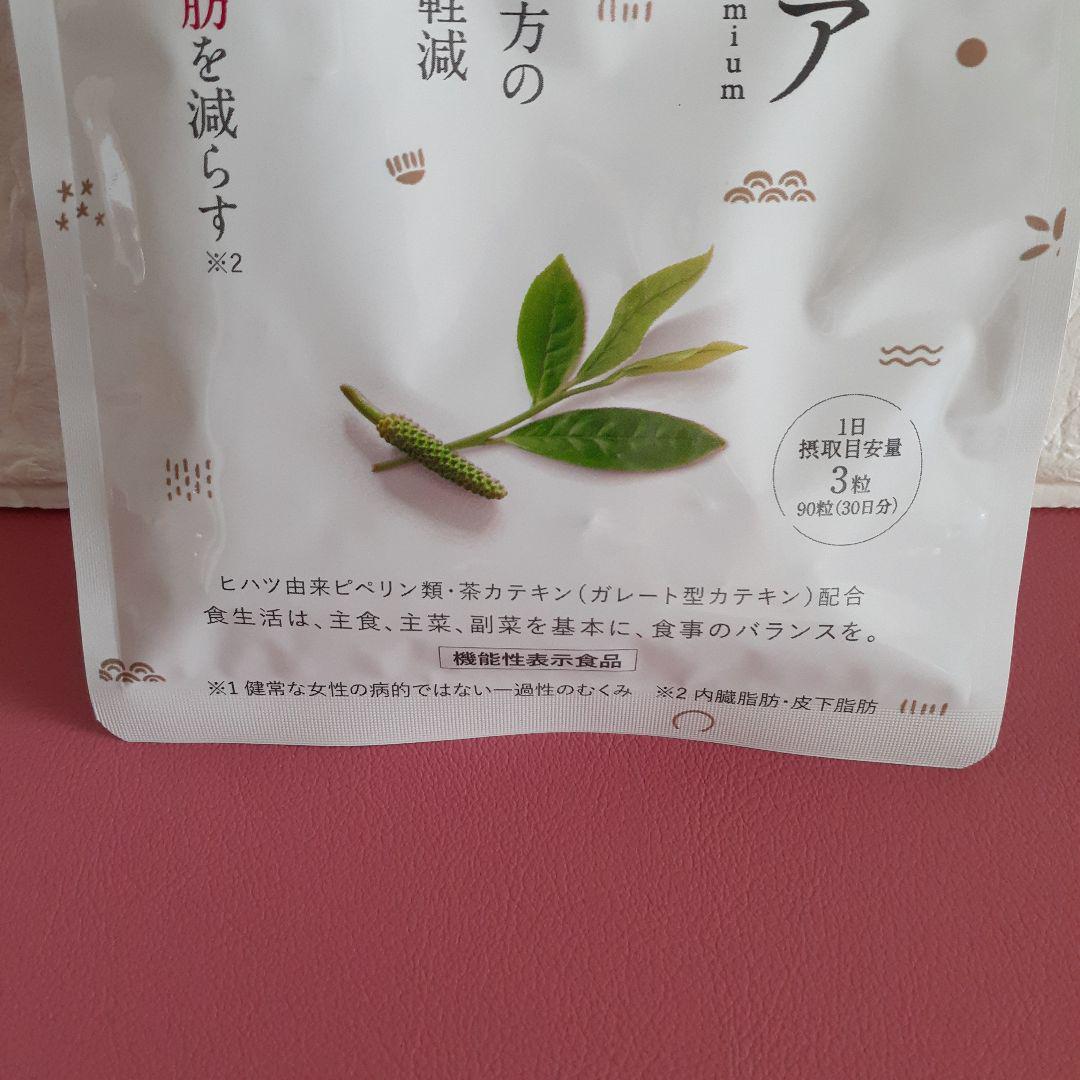 ア
mium
方の
軽減
肪を減らす
※2
1日
摂取目安量
3粒
90粒(30日分)
ヒハツ由来ピペリン類・茶カテキン(ガレート型カテキン)配合
食生活は、主食、主菜、副菜を基本に、食事のバランスを。
機能性表示食品
※1 健常な女性の病的ではない一過性のむくみ ※2 内臓脂肪・皮下脂肪